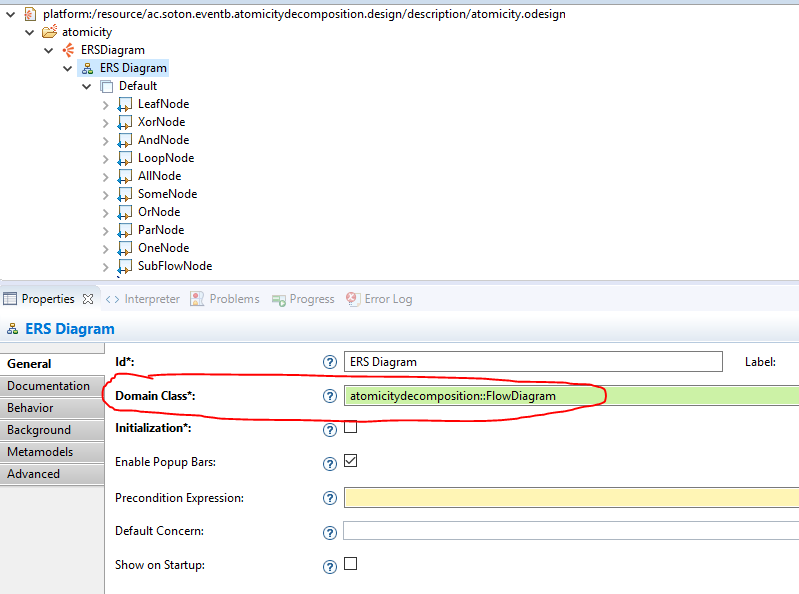 platform:/resource/ac.soton.eventb.atomicitydecomposition.design/description/atomicity.odesign
atomicity
ERSDiagram
ERS Diagram
Default
LeafNode
XorNode
AndNode
LoopNode
AllNode
SomeNode
OrNode
ParNode
OneNode
SubFlowNode
Properties Interpreter Problems Progress Error Log
ERS Diagram
General
Documentation
Behavior
Background
Metamodels
Advanced
Id*: ? ERS Diagram Label:
Domain Class*: ? atomicitydecomposition::FlowDiagram
Initialization*: ?
Enable Popup Bars: ?
Precondition Expression: ?
Default Concern: ?
Show on Startup: ?